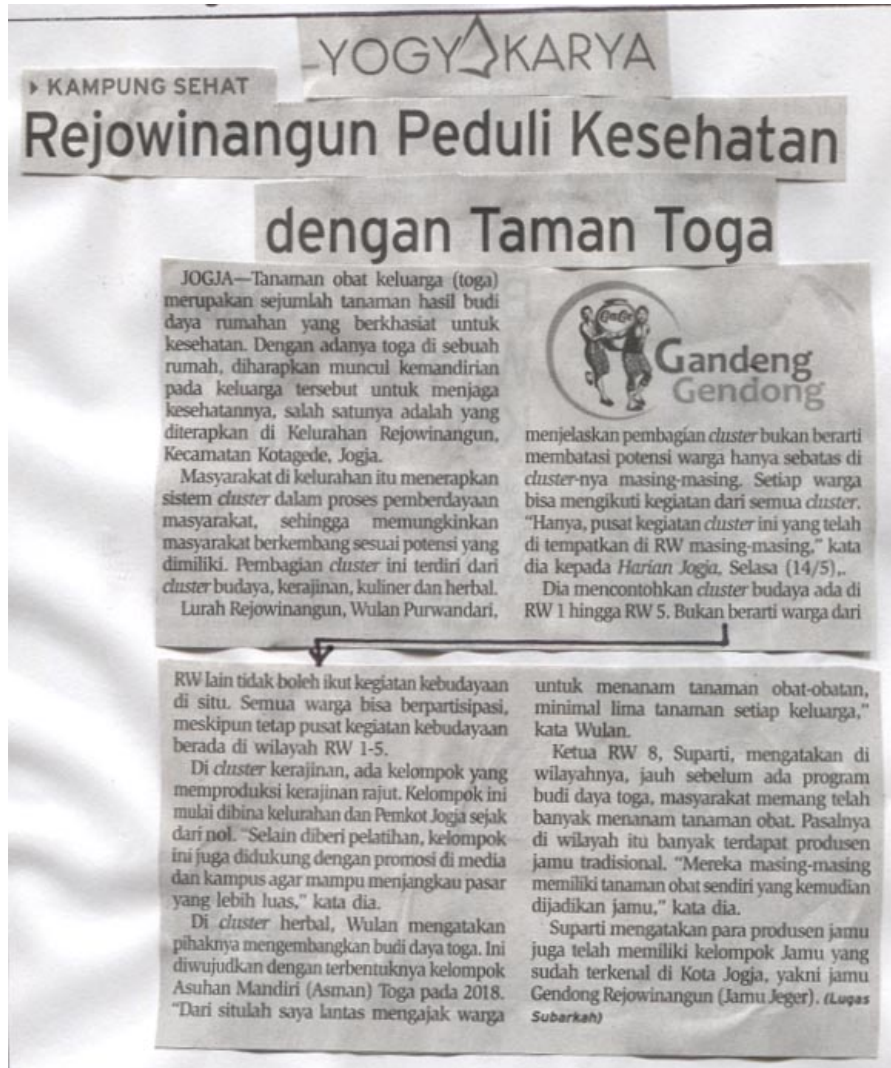 YOGYAKARYA
KAMPUNG SEHAT
Rejowinangun Peduli Kesehatan
dengan Taman Toga
JOGJA—Tanaman obat keluarga (toga)
merupakan sejumlah tanaman hasil budi
daya rumahan yang berkhasiat untuk
kesehatan. Dengan adanya toga di sebuah
rumah, diharapkan muncul kemandirian
pada keluarga tersebut untuk menjaga
kesehatannya, salah satunya adalah yang
diterapkan di Kelurahan Rejowinangun,
Kecamatan Kotagede, Jogja.
Masyarakat di kelurahan itu menerapkan
sistem cluster dalam proses pemberdayaan
masyarakat, sehingga memungkinkan
masyarakat berkembang sesuai potensi yang
dimiliki. Pembagian cluster ini terdiri dari
cluster budaya, kerajinan, kuliner dan herbal.
Lurah Rejowinangun, Wulan Purwandari,
Gandeng
Gendong
menjelaskan pembagian cluster bukan berarti
membatasi potensi warga hanya sebatas di
cluster-nya masing-masing. Setiap warga
bisa mengikuti kegiatan dari semua cluster.
“Hanya, pusat kegiatan cluster ini yang telah
di tempatkan di RW masing-masing,” kata
dia kepada Harian Jogja, Selasa (14/5),.
Dia mencontohkan cluster budaya ada di
RW 1 hingga RW 5. Bukan berarti warga dari
RW lain tidak boleh ikut kegiatan kebudayaan
di situ. Semua warga bisa berpartisipasi,
meskipun tetap pusat kegiatan kebudayaan
berada di wilayah RW 1-5.
Di cluster kerajinan, ada kelompok yang
memproduksi kerajinan rajut. Kelompok ini
mulai dibina kelurahan dan Pemkot Jogja sejak
dari nol. “Selain diberi pelatihan, kelompok
ini juga didukung dengan promosi di media
dan kampus agar mampu menjangkau pasar
yang lebih luas,” kata dia.
Di cluster herbal, Wulan mengatakan
pihaknya mengembangkan budi daya toga. Ini
diwujudkan dengan terbentuknya kelompok
Asuhan Mandiri (Asman) Toga pada 2018.
“Dari situlah saya lantas mengajak warga
untuk menanam tanaman obat-obatan,
minimal lima tanaman setiap keluarga,”
kata Wulan.
Ketua RW 8, Suparti, mengatakan di
wilayahnya, jauh sebelum ada program
budi daya toga, masyarakat memang telah
banyak menanam tanaman obat. Pasalnya
di wilayah itu banyak terdapat produsen
jamu tradisional. “Mereka masing-masing
memiliki tanaman obat sendiri yang kemudian
dijadikan jamu,” kata dia.
Suparti mengatakan para produsen jamu
juga telah memiliki kelompok Jamu yang
sudah terkenal di Kota Jogja, yakni jamu
Gendong Rejowinangun (Jamu Jeger). (Lugas
Subarkah)